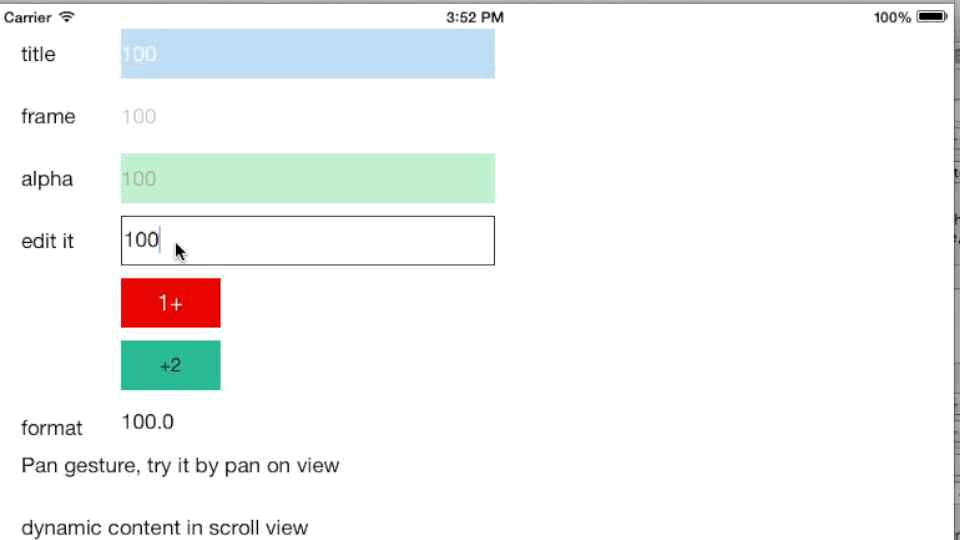 Carrier 3:52 PM 100%
title 100
frame 100
alpha 100
edit it 100
1+
+2
format 100.0
Pan gesture, try it by pan on view
dynamic content in scroll view